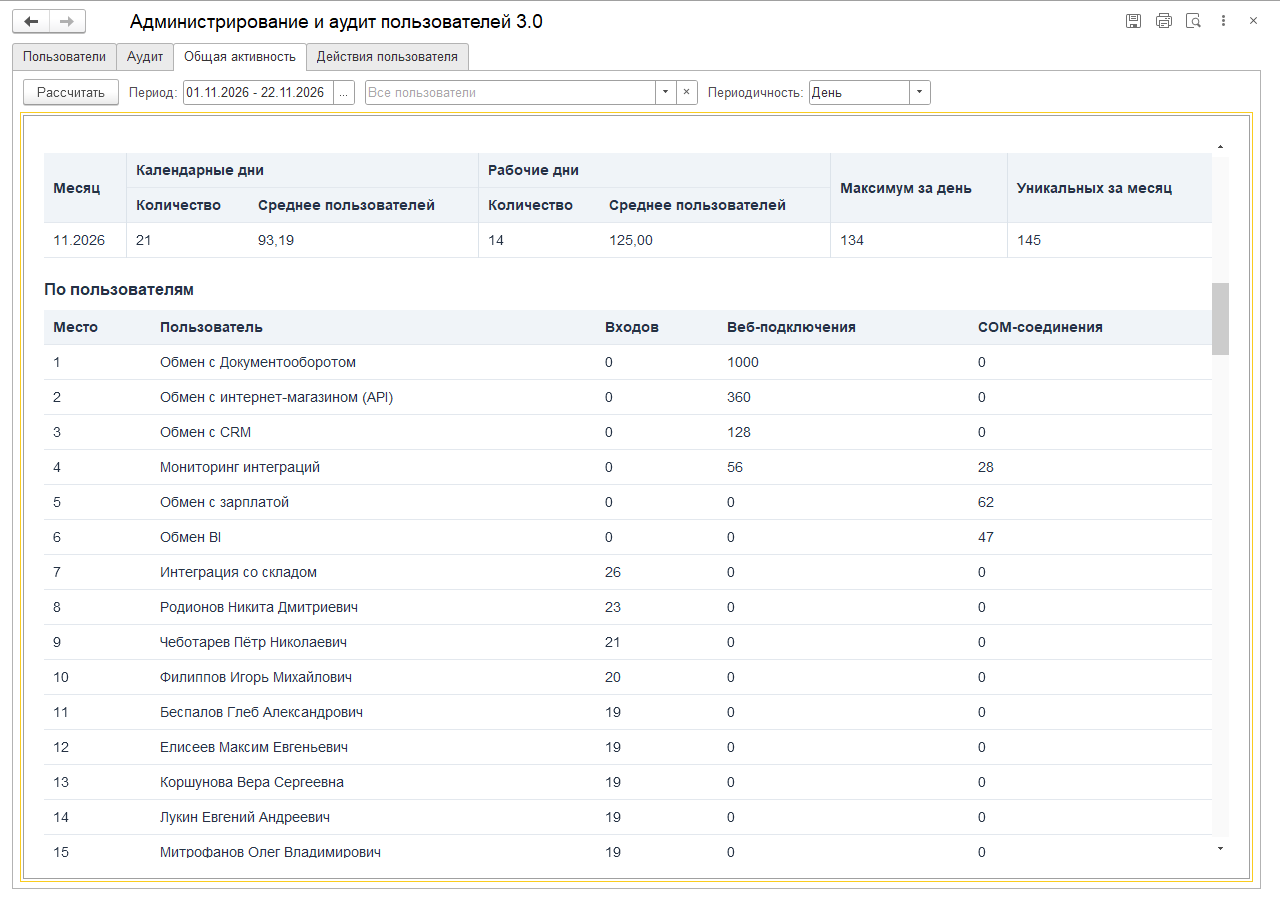 Администрирование и аудит пользователей 3.0
Пользователи Аудит Общая активность Действия пользователя
Рассчитать Период: 01.11.2026 - 22.11.2026 ... Все пользователи × Периодичность: День
Месяц Календарные дни Рабочие дни Максимум за день Уникальных за месяц
Количество Среднее пользователей Количество Среднее пользователей
11.2026 21 93,19 14 125,00 134 145
По пользователям
Место Пользователь Входов Веб-подключения COM-соединения
1 Обмен с Документооборотом 0 1000 0
2 Обмен с интернет-магазином (API) 0 360 0
3 Обмен с CRM 0 128 0
4 Мониторинг интеграций 0 56 28
5 Обмен с зарплатой 0 0 62
6 Обмен BI 0 0 47
7 Интеграция со складом 26 0 0
8 Родионов Никита Дмитриевич 23 0 0
9 Чеботарев Пётр Николаевич 21 0 0
10 Филиппов Игорь Михайлович 20 0 0
11 Беспалов Глеб Александрович 19 0 0
12 Елисеев Максим Евгеньевич 19 0 0
13 Коршунова Вера Сергеевна 19 0 0
14 Лукин Евгений Андреевич 19 0 0
15 Митрофанов Олег Владимирович 19 0 0